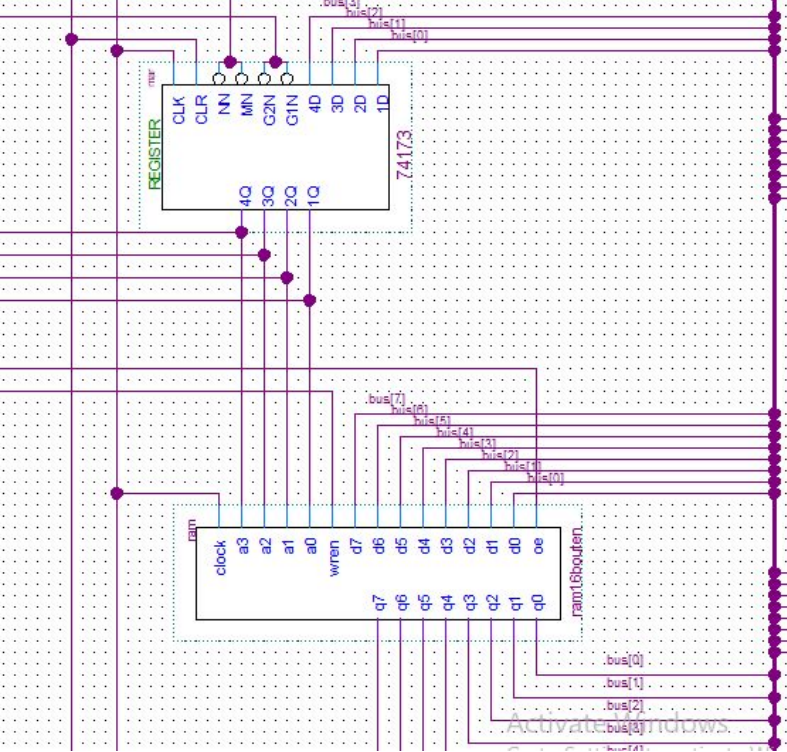 bus[3]
bus[2]
bus[1]
bus[0]
mar
CLK
CLR
NN
MN
G2N
G1N
4D
3D
2D
1D
REGISTER
74173
4Q
3Q
2Q
1Q
bus[7]
bus[6]
bus[5]
bus[4]
bus[3]
bus[2]
bus[1]
bus[0]
ram
clock
a3
a2
a1
a0
wren
d7
d6
d5
d4
d3
d2
d1
d0
oe
ram16bouten
q7
q6
q5
q4
q3
q2
q1
q0
bus[0]
bus[1]
bus[2]
Activate Windows
bus[3]
bus[4]